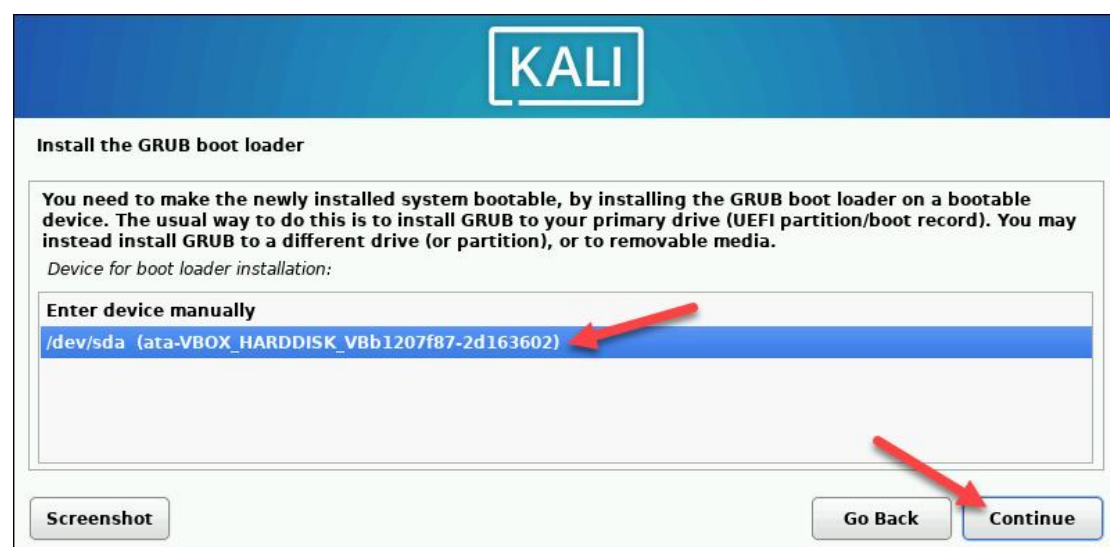 KALI
Install the GRUB boot loader
You need to make the newly installed system bootable, by installing the GRUB boot loader on a bootable
device. The usual way to do this is to install GRUB to your primary drive (UEFI partition/boot record). You may
instead install GRUB to a different drive (or partition), or to removable media.
Device for boot loader installation:
Enter device manually
/dev/sda (ata-VBOX_HARDDISK_VBb1207f87-2d163602)
Screenshot
Go Back
Continue